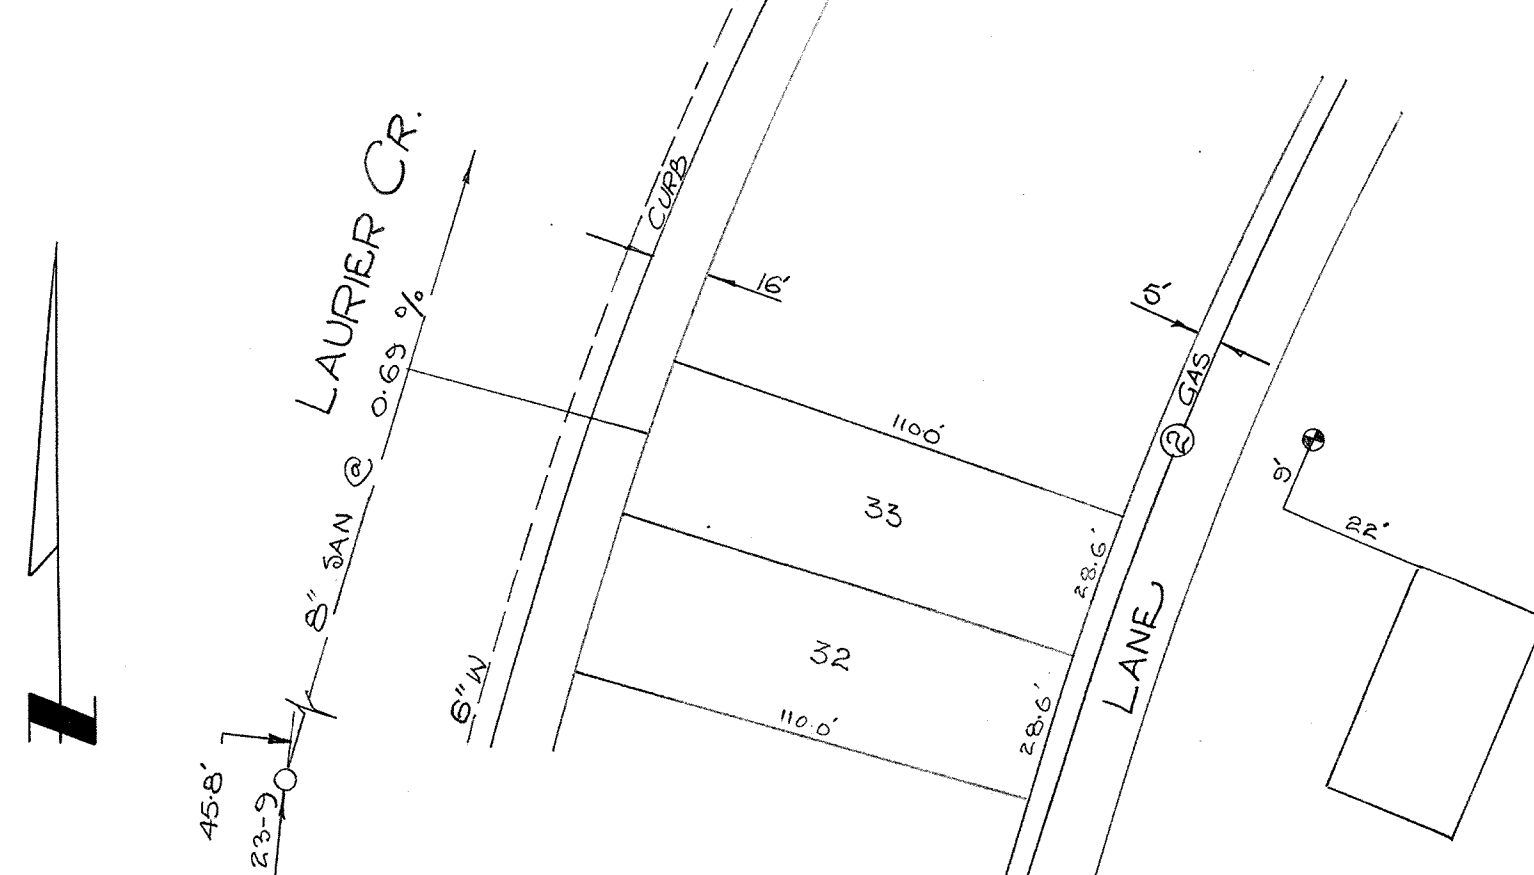 LAURIER CR.
CURB
16'
5'
GAS
2
8" SAN @ 0.69 %
110.0'
33
28.6'
9'
22'
32
LANE
6" W
110.0'
28.6'
45.8'
23-9